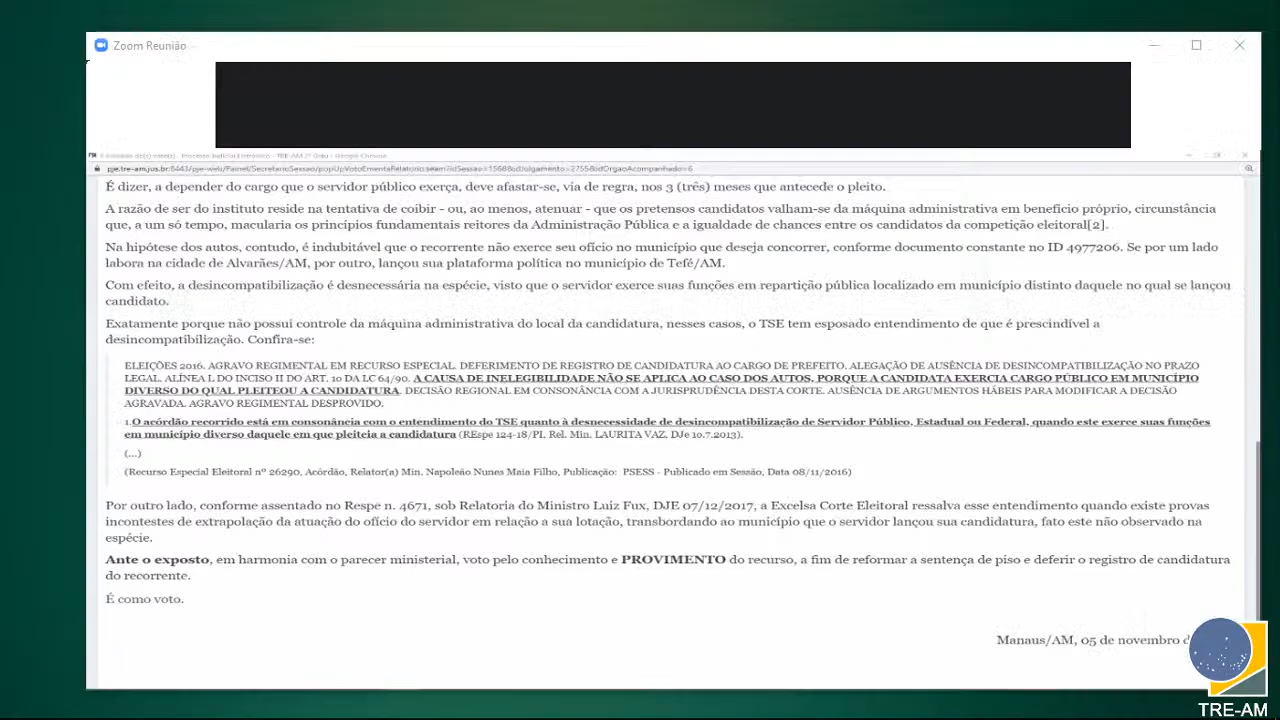 Zoom Reunião
pje.tre-am.jus.br:8443/pje-web/Painel/SecretarioSessao/popUpVotoEmentaRelatorio.seam?idSessao=1568&idJulgamento=2755&idOrgaoAcompanhado=6
É dizer, a depender do cargo que o servidor público exerça, deve afastar-se, via de regra, nos 3 (três) meses que antecede o pleito.
A razão de ser do instituto reside na tentativa de coibir - ou, ao menos, atenuar - que os pretensos candidatos valham-se da máquina administrativa em benefício próprio, circunstância
que, a um só tempo, macularia os princípios fundamentais reitores da Administração Pública e a igualdade de chances entre os candidatos da competição eleitoral[2].
Na hipótese dos autos, contudo, é indubitável que o recorrente não exerce seu ofício no município que deseja concorrer, conforme documento constante no ID 4977206. Se por um lado
labora na cidade de Alvarães/AM, por outro, lançou sua plataforma política no município de Tefé/AM.
Com efeito, a desincompatibilização é desnecessária na espécie, visto que o servidor exerce suas funções em repartição pública localizado em município distinto daquele no qual se lançou
candidato.
Exatamente porque não possui controle da máquina administrativa do local da candidatura, nesses casos, o TSE tem esposado entendimento de que é prescindível a
desincompatibilização. Confira-se:
ELEIÇÕES 2016. AGRAVO REGIMENTAL EM RECURSO ESPECIAL. DEFERIMENTO DE REGISTRO DE CANDIDATURA AO CARGO DE PREFEITO. ALEGAÇÃO DE AUSÊNCIA DE DESINCOMPATIBILIZAÇÃO NO PRAZO
LEGAL. ALÍNEA L DO INCISO II DO ART. 10 DA LC 64/90. A CAUSA DE INELEGIBILIDADE NÃO SE APLICA AO CASO DOS AUTOS, PORQUE A CANDIDATA EXERCIA CARGO PÚBLICO EM MUNICÍPIO
DIVERSO DO QUAL PLEITEOU A CANDIDATURA. DECISÃO REGIONAL EM CONSONÂNCIA COM A JURISPRUDÊNCIA DESTA CORTE. AUSÊNCIA DE ARGUMENTOS HÁBEIS PARA MODIFICAR A DECISÃO
AGRAVADA. AGRAVO REGIMENTAL DESPROVIDO.
1.O acórdão recorrido está em consonância com o entendimento do TSE quanto à desnecessidade de desincompatibilização de Servidor Público, Estadual ou Federal, quando este exerce suas funções
em município diverso daquele em que pleiteia a candidatura (REspe 124-18/PI, Rel. Min. LAURITA VAZ, DJe 10.7.2013).
(...)
(Recurso Especial Eleitoral nº 26290, Acórdão, Relator(a) Min. Napoleão Nunes Maia Filho, Publicação: PSESS - Publicado em Sessão, Data 08/11/2016)
Por outro lado, conforme assentado no Respe n. 4671, sob Relatoria do Ministro Luiz Fux, DJE 07/12/2017, a Excelsa Corte Eleitoral ressalva esse entendimento quando existe provas
incontestes de extrapolação da atuação do ofício do servidor em relação a sua lotação, transbordando ao município que o servidor lançou sua candidatura, fato este não observado na
espécie.
Ante o exposto, em harmonia com o parecer ministerial, voto pelo conhecimento e PROVIMENTO do recurso, a fim de reformar a sentença de piso e deferir o registro de candidatura
do recorrente.
É como voto.
Manaus/AM, 05 de novembro
TRE-AM